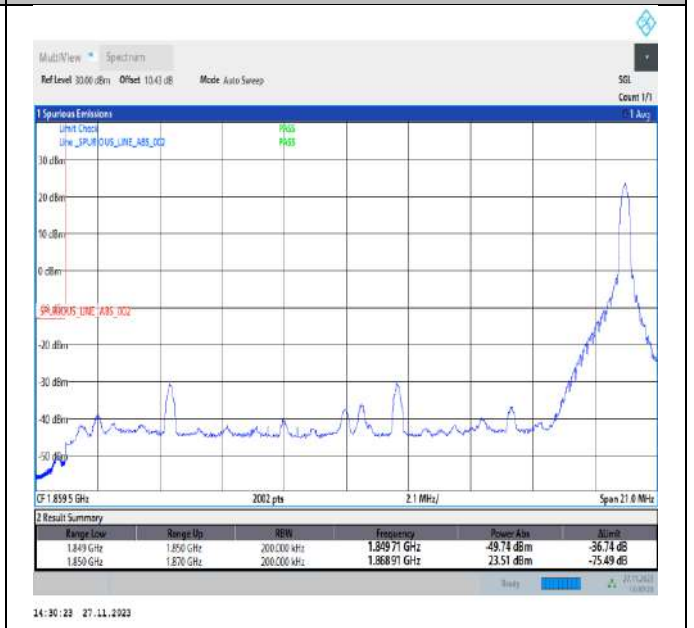 MultiView Spectrum
Ref Level 30.00 dBm Offset 10.43 dB Mode Auto Sweep SGL
Count 1/1
1 Spurious Emissions 1 Avg
Limit Check PASS
Line _SPURIOUS_LINE_ABS_002 PASS
30 dBm
20 dBm
10 dBm
0 dBm
_SPURIOUS_LINE_ABS_002
-20 dBm
-30 dBm
-40 dBm
-50 dBm
CF 1.8595 GHz 2002 pts 2.1 MHz/ Span 21.0 MHz
2 Result Summary
Range Low Range Up RBW Frequency Power Abs ΔLimit
1.849 GHz 1.850 GHz 200.000 kHz 1.84971 GHz -49.74 dBm -36.74 dB
1.850 GHz 1.870 GHz 200.000 kHz 1.86891 GHz 23.51 dBm -75.49 dB
Ready 27.11.2023
14:30:23 27.11.2023